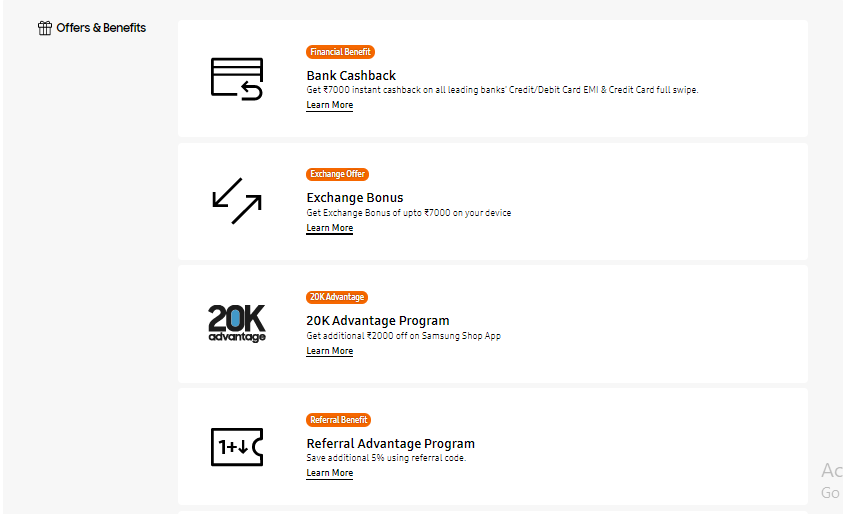 Offers & Benefits
Financial Benefit
Bank Cashback
Get ₹7000 instant cashback on all leading banks' Credit/Debit Card EMI & Credit Card full swipe.
Learn More
Exchange Offer
Exchange Bonus
Get Exchange Bonus of upto ₹7000 on your device
Learn More
20K advantage
20K Advantage
20K Advantage Program
Get additional ₹2000 off on Samsung Shop App
Learn More
1+
Referral Benefit
Referral Advantage Program
Save additional 5% using referral code.
Learn More
Ac
Go